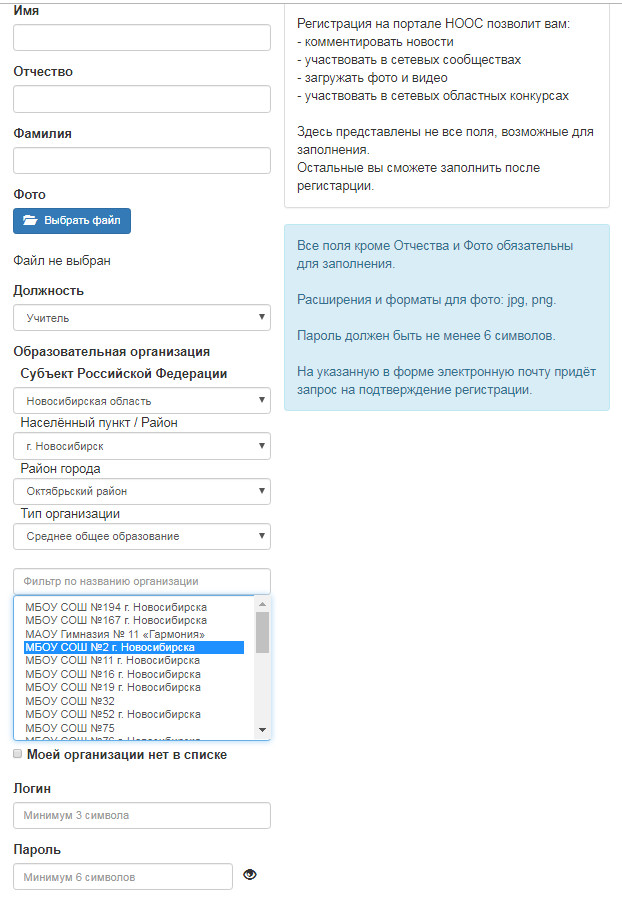 Имя
Отчество
Фамилия
Фото
Выбрать файл
Файл не выбран
Должность
Учитель
Образовательная организация
Субъект Российской Федерации
Новосибирская область
Населённый пункт / Район
г. Новосибирск
Район города
Октябрьский район
Тип организации
Среднее общее образование
Фильтр по названию организации
МБОУ СОШ №194 г. Новосибирска
МБОУ СОШ №167 г. Новосибирска
МАОУ Гимназия № 11 «Гармония»
МБОУ СОШ №2 г. Новосибирска
МБОУ СОШ №11 г. Новосибирска
МБОУ СОШ №16 г. Новосибирска
МБОУ СОШ №19 г. Новосибирска
МБОУ СОШ №32
МБОУ СОШ №52 г. Новосибирска
МБОУ СОШ №75
МБОУ СОШ №76 г. Новосибирска
Моей организации нет в списке
Логин
Минимум 3 символа
Пароль
Минимум 6 символов
Регистрация на портале НООС позволит вам:
- комментировать новости
- участвовать в сетевых сообществах
- загружать фото и видео
- участвовать в сетевых областных конкурсах
Здесь представлены не все поля, возможные для
заполнения.
Остальные вы сможете заполнить после
регистарции.
Все поля кроме Отчества и Фото обязательны
для заполнения.
Расширения и форматы для фото: jpg, png.
Пароль должен быть не менее 6 символов.
На указанную в форме электронную почту придёт
запрос на подтверждение регистрации.